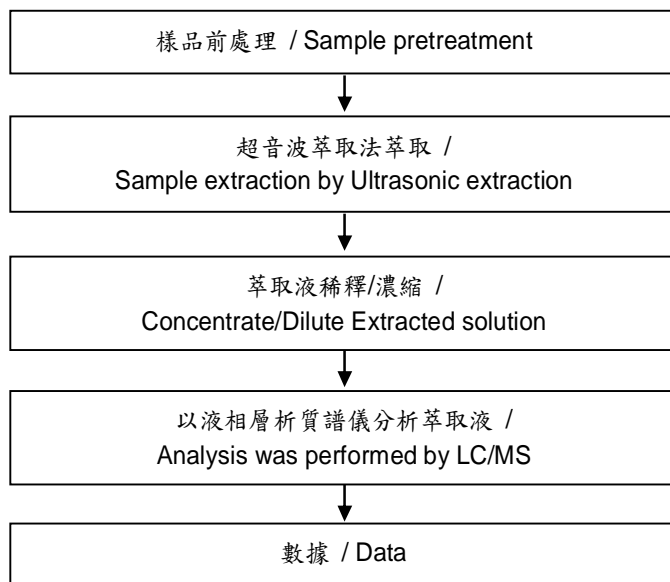 樣品前處理 / Sample pretreatment
超音波萃取法萃取 /
Sample extraction by Ultrasonic extraction
萃取液稀釋/濃縮 /
Concentrate/Dilute Extracted solution
以液相層析質譜儀分析萃取液 /
Analysis was performed by LC/MS
數據 / Data